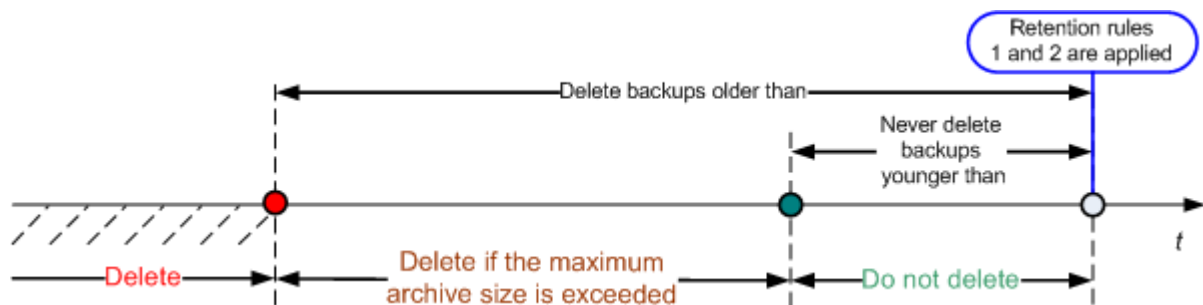 Retention rules
1 and 2 are applied
Delete backups older than
Never delete
backups
younger than
t
Delete
Delete if the maximum
archive size is exceeded
Do not delete